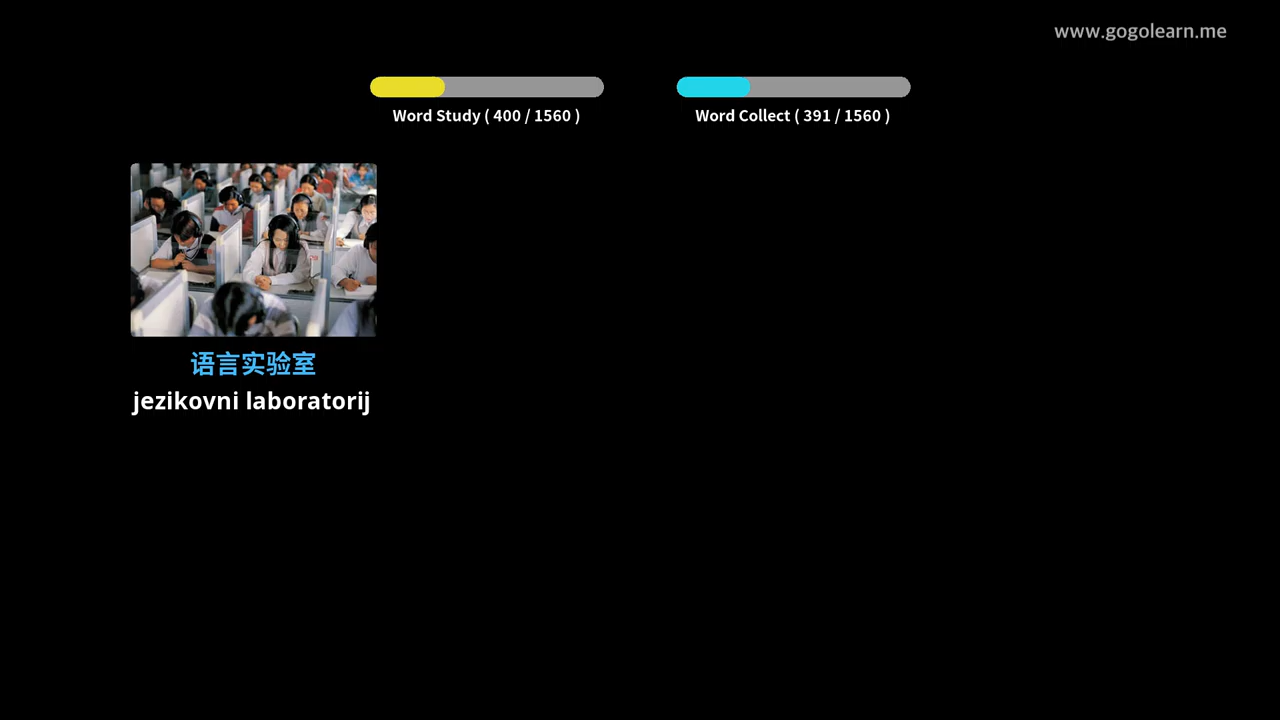 www.gogolearn.me
Word Study ( 400 / 1560 )
Word Collect ( 391 / 1560 )
语言实验室
jezikovni laboratorij